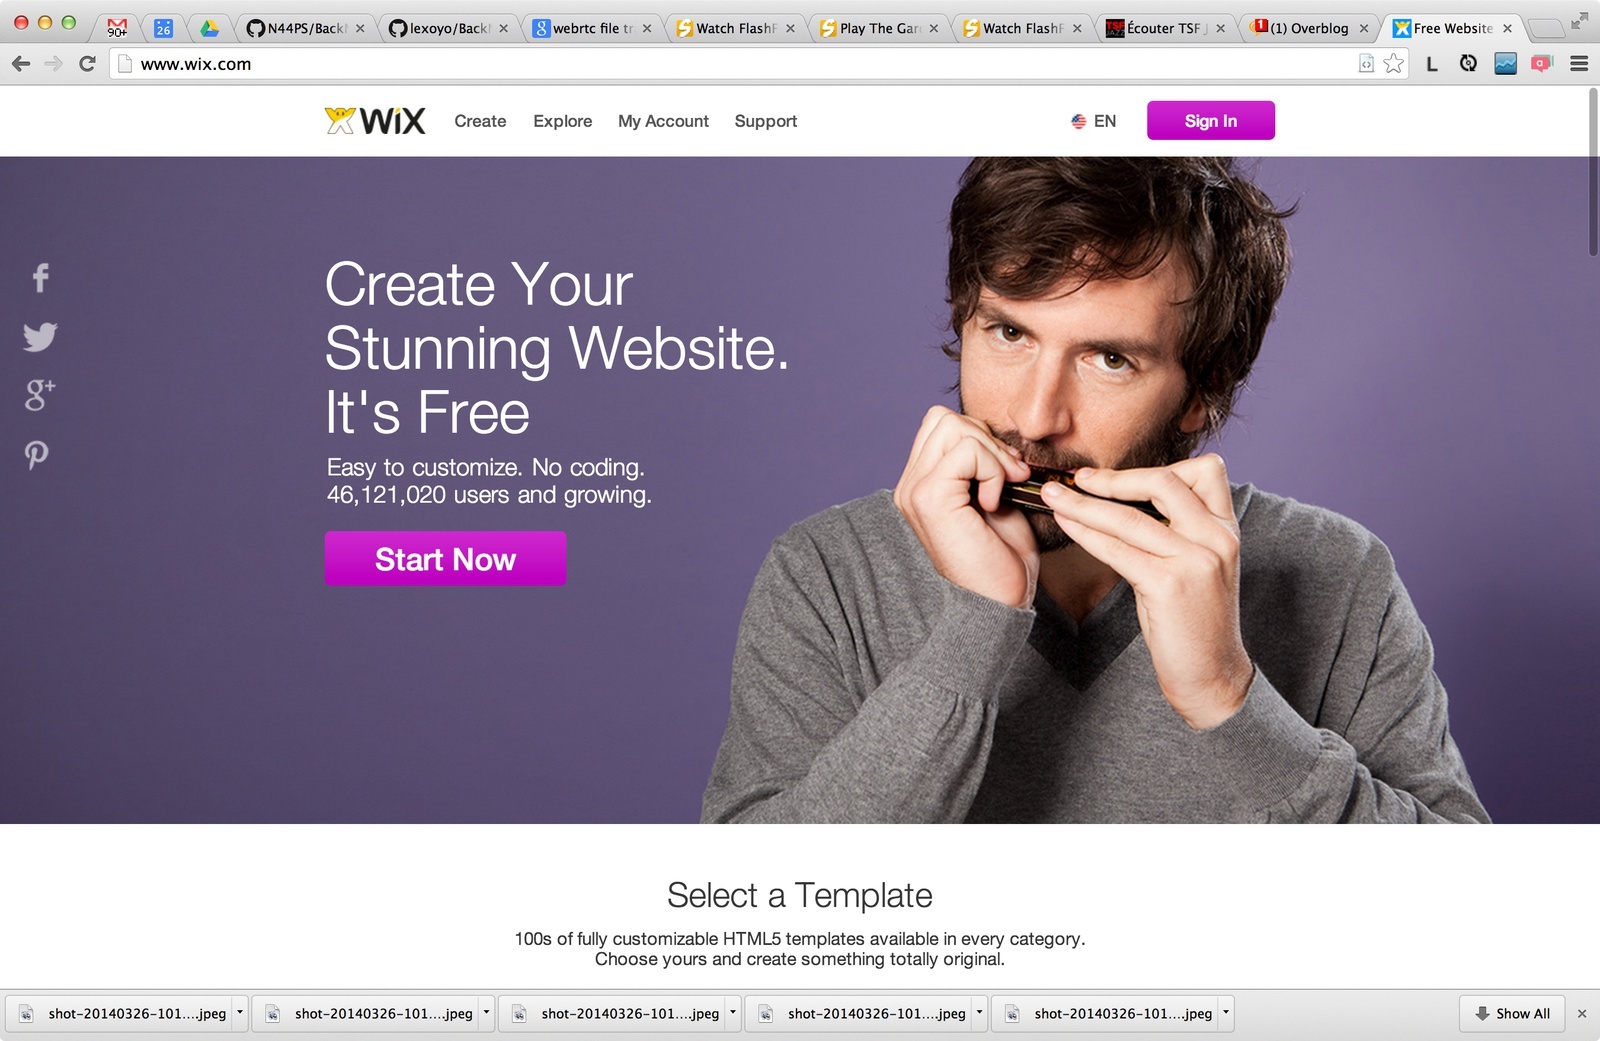 90+
26
N44PS/Back
lexoyo/Back
webrtc file tr
Watch FlashF
Play The Gar
Watch FlashF
Écouter TSF J
(1) Overblog
Free Website
www.wix.com
L
WiX
Create
Explore
My Account
Support
EN
Sign In
Create Your
Stunning Website.
It's Free
Easy to customize. No coding.
46,121,020 users and growing.
Start Now
Select a Template
100s of fully customizable HTML5 templates available in every category.
Choose yours and create something totally original.
shot-20140326-101....jpeg
shot-20140326-101....jpeg
shot-20140326-101....jpeg
shot-20140326-101....jpeg
shot-20140326-101....jpeg
Show All